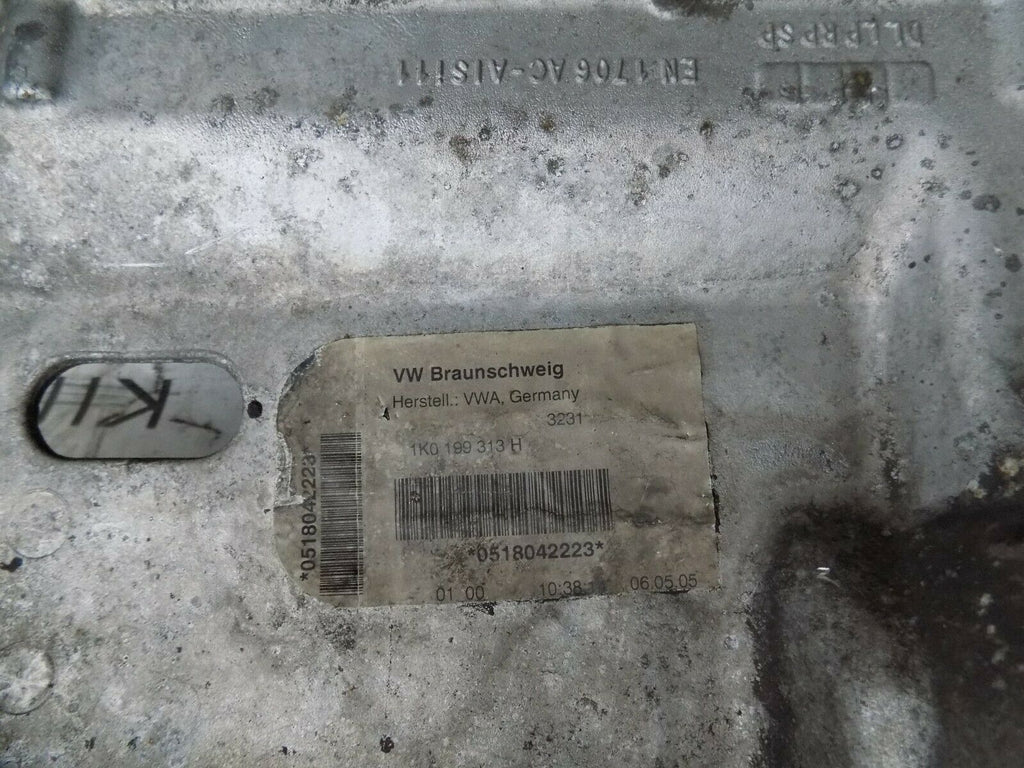 DLLPRPSP
EN 1706 AC-AlSi11
VW Braunschweig
Herstell.: VWA, Germany
3231
1K0 199 313 H
*0518042223*
*0518042223*
01 00 10:38 06.05.05